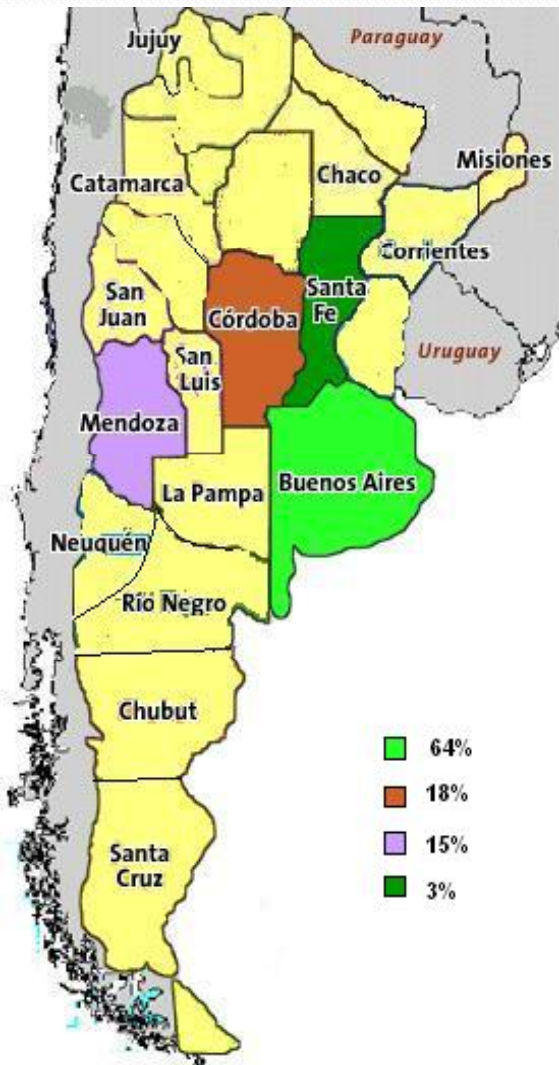 Jujuy
Paraguay
Misiones
Chaco
Catamarca
Corrientes
San
Juan
Santa
Fe
Córdoba
San
Luis
Uruguay
Mendoza
Buenos Aires
La Pampa
Neuquén
Río Negro
Chubut
64%
18%
15%
3%
Santa
Cruz